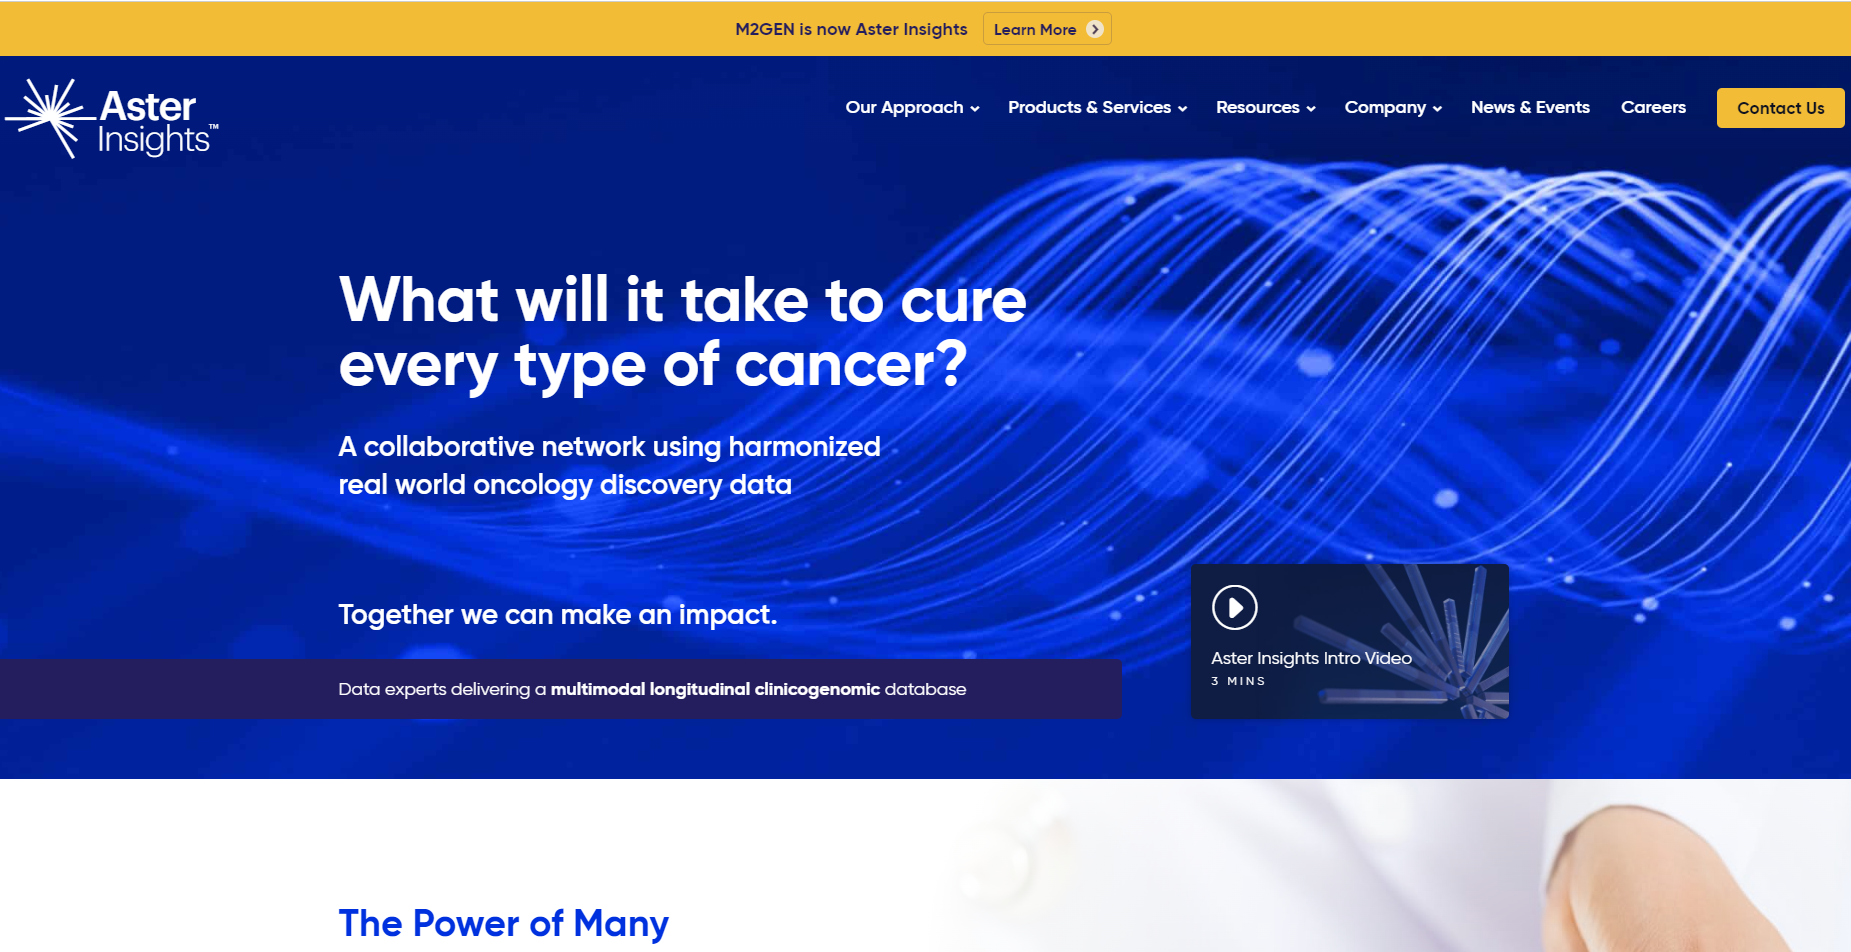 M2GEN is now Aster Insights Learn More
Aster
Insights™
Our Approach Products & Services Resources Company News & Events Careers Contact Us
What will it take to cure
every type of cancer?
A collaborative network using harmonized
real world oncology discovery data
Together we can make an impact.
Data experts delivering a multimodal longitudinal clinicogenomic database
Aster Insights Intro Video
3 MINS
The Power of Many